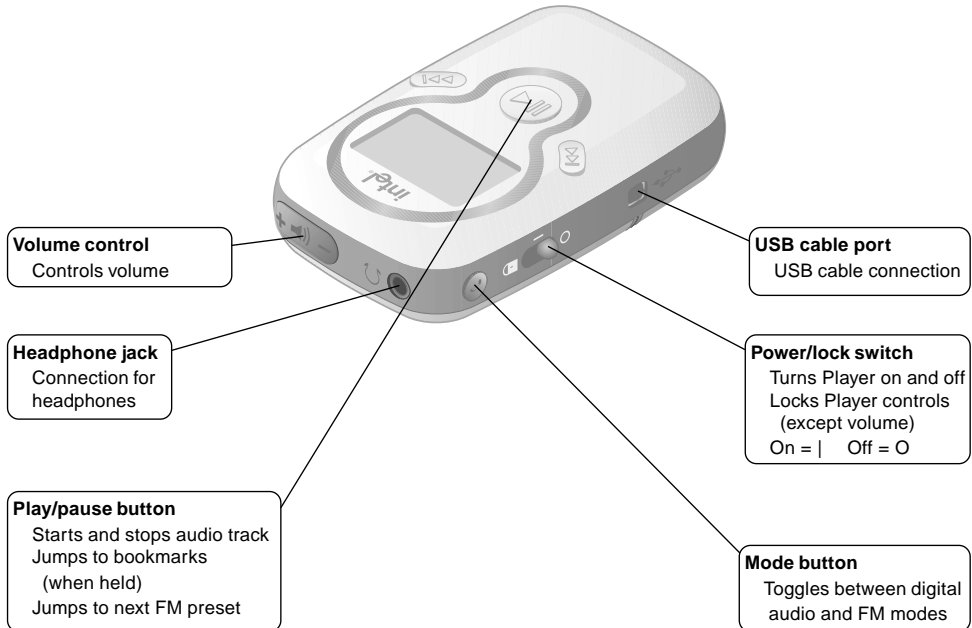 intel.
Volume control
Controls volume
Headphone jack
Connection for
headphones
Play/pause button
Starts and stops audio track
Jumps to bookmarks
(when held)
Jumps to next FM preset
USB cable port
USB cable connection
Power/lock switch
Turns Player on and off
Locks Player controls
(except volume)
On = | Off = O
Mode button
Toggles between digital
audio and FM modes